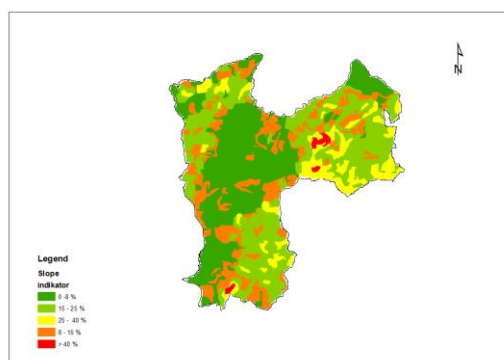 N
Legend
Slope
indikator
0 -8 %
15 - 25 %
25 - 40 %
8 - 15 %
> 40 %